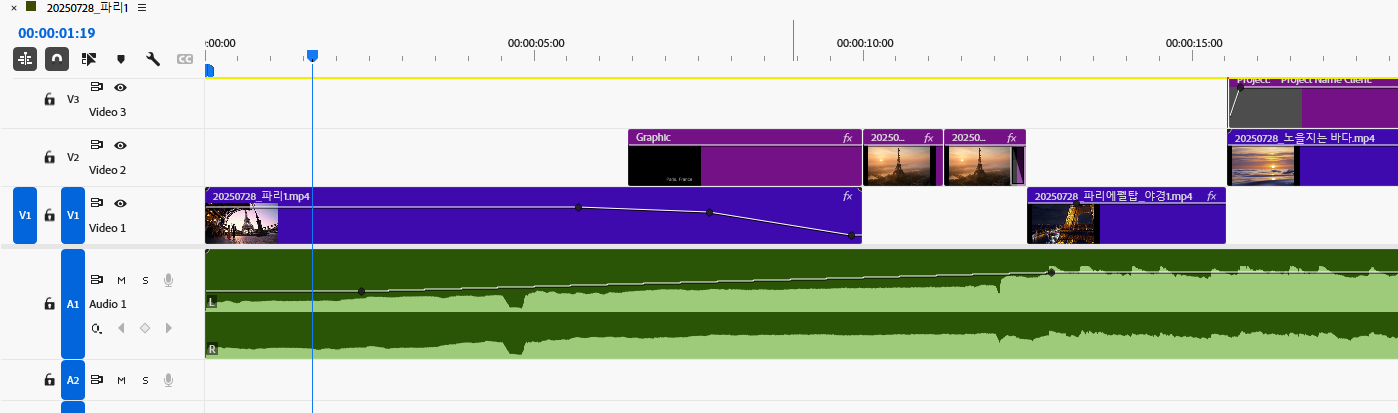 × 20250728_파리1 ☰
00:00:01:19
:00:00 00:00:05:00 00:00:10:00 00:00:15:00
CC
V3 Video 3
Project: Project Name Client:
V2 Video 2
Graphic fx 20250... fx 20250... fx 20250728_노을지는 바다.mp4
Paris, France
V1 V1 Video 1
20250728_파리1.mp4 fx 20250728_파리에펠탑_야경1.mp4 fx
M S
A1 Audio 1
L
R
A2 M S